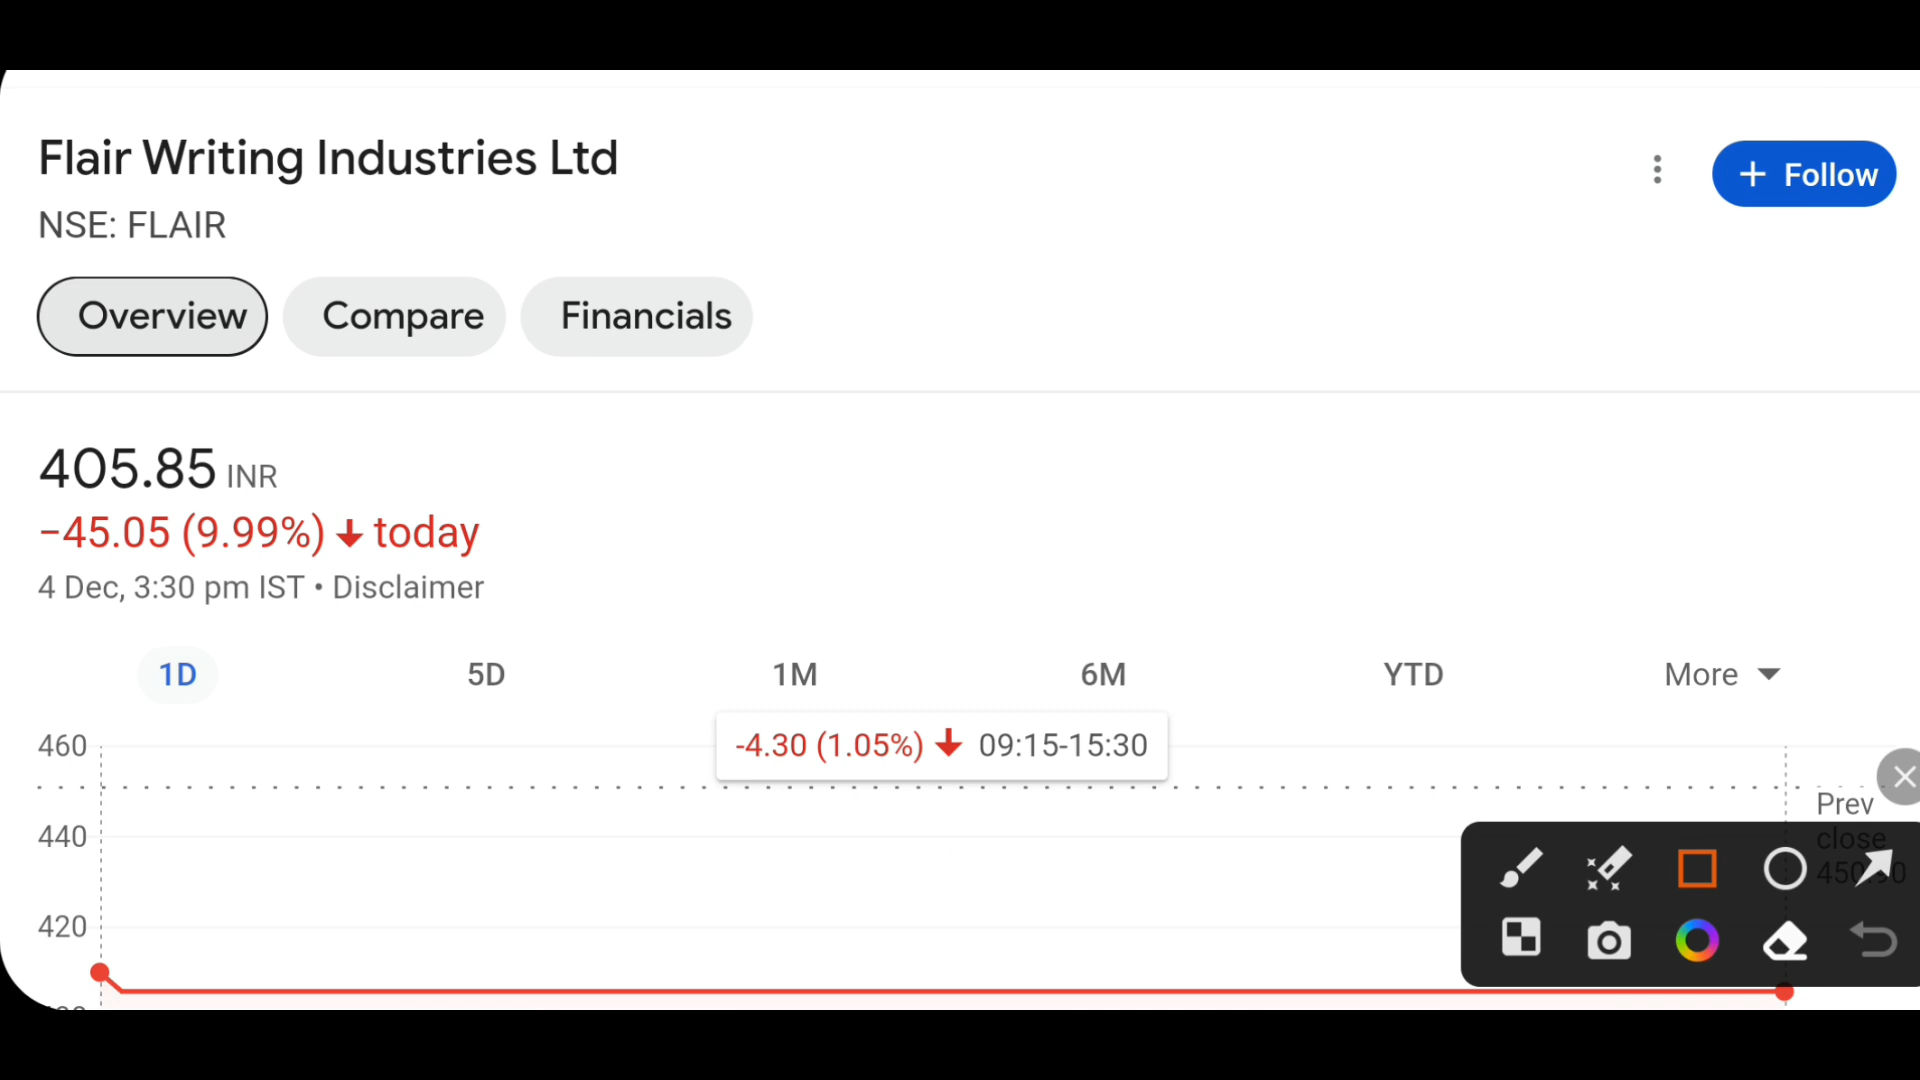 Flair Writing Industries Ltd
+ Follow
NSE: FLAIR
Overview Compare Financials
405.85 INR
−45.05 (9.99%) ↓ today
4 Dec, 3:30 pm IST • Disclaimer
1D 5D 1M 6M YTD More
-4.30 (1.05%) ↓ 09:15-15:30
460
Prev
close
440
420